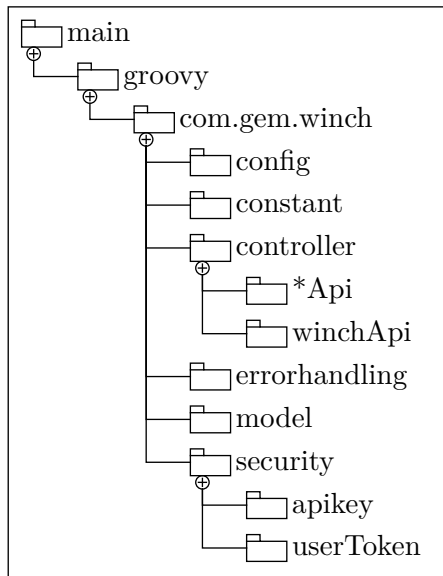 main
groovy
com.gem.winch
config
constant
controller
*Api
winchApi
errorhandling
model
security
apikey
userToken